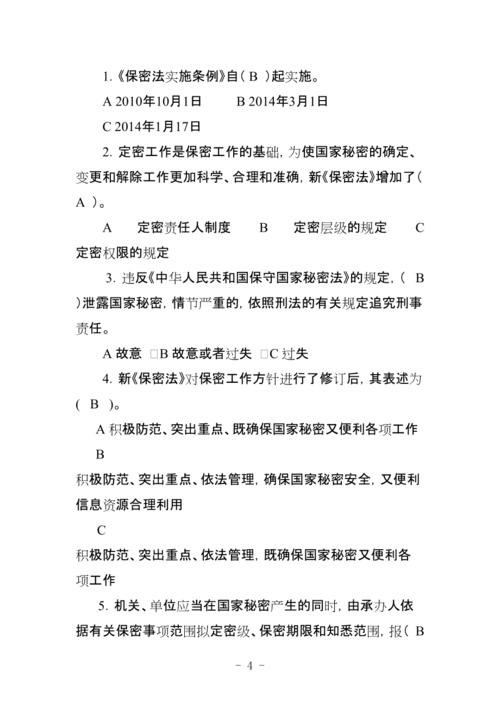 1.《保密法实施条例》自（ B ）起实施。
A 2010年10月1日 B 2014年3月1日
C 2014年1月17日
2. 定密工作是保密工作的基础, 为使国家秘密的确定、
变更和解除工作更加科学、合理和准确, 新《保密法》增加了（
A ）。
A 定密责任人制度 B 定密层级的规定 C
定密权限的规定
3. 违反《中华人民共和国保守国家秘密法》的规定,（ B
）泄露国家秘密, 情节严重的, 依照刑法的有关规定追究刑事
责任。
A 故意 □B 故意或者过失 □C 过失
4. 新《保密法》对保密工作方针进行了修订后, 其表述为
( B )。
A 积极防范、突出重点、既确保国家秘密又便利各项工作
B
积极防范、突出重点、依法管理, 确保国家秘密安全, 又便利
信息资源合理利用
C
积极防范、突出重点、依法管理, 既确保国家秘密又便利各
项工作
5. 机关、单位应当在国家秘密产生的同时, 由承办人依
据有关保密事项范围拟定密级、保密期限和知悉范围, 报（ B
- 4 -